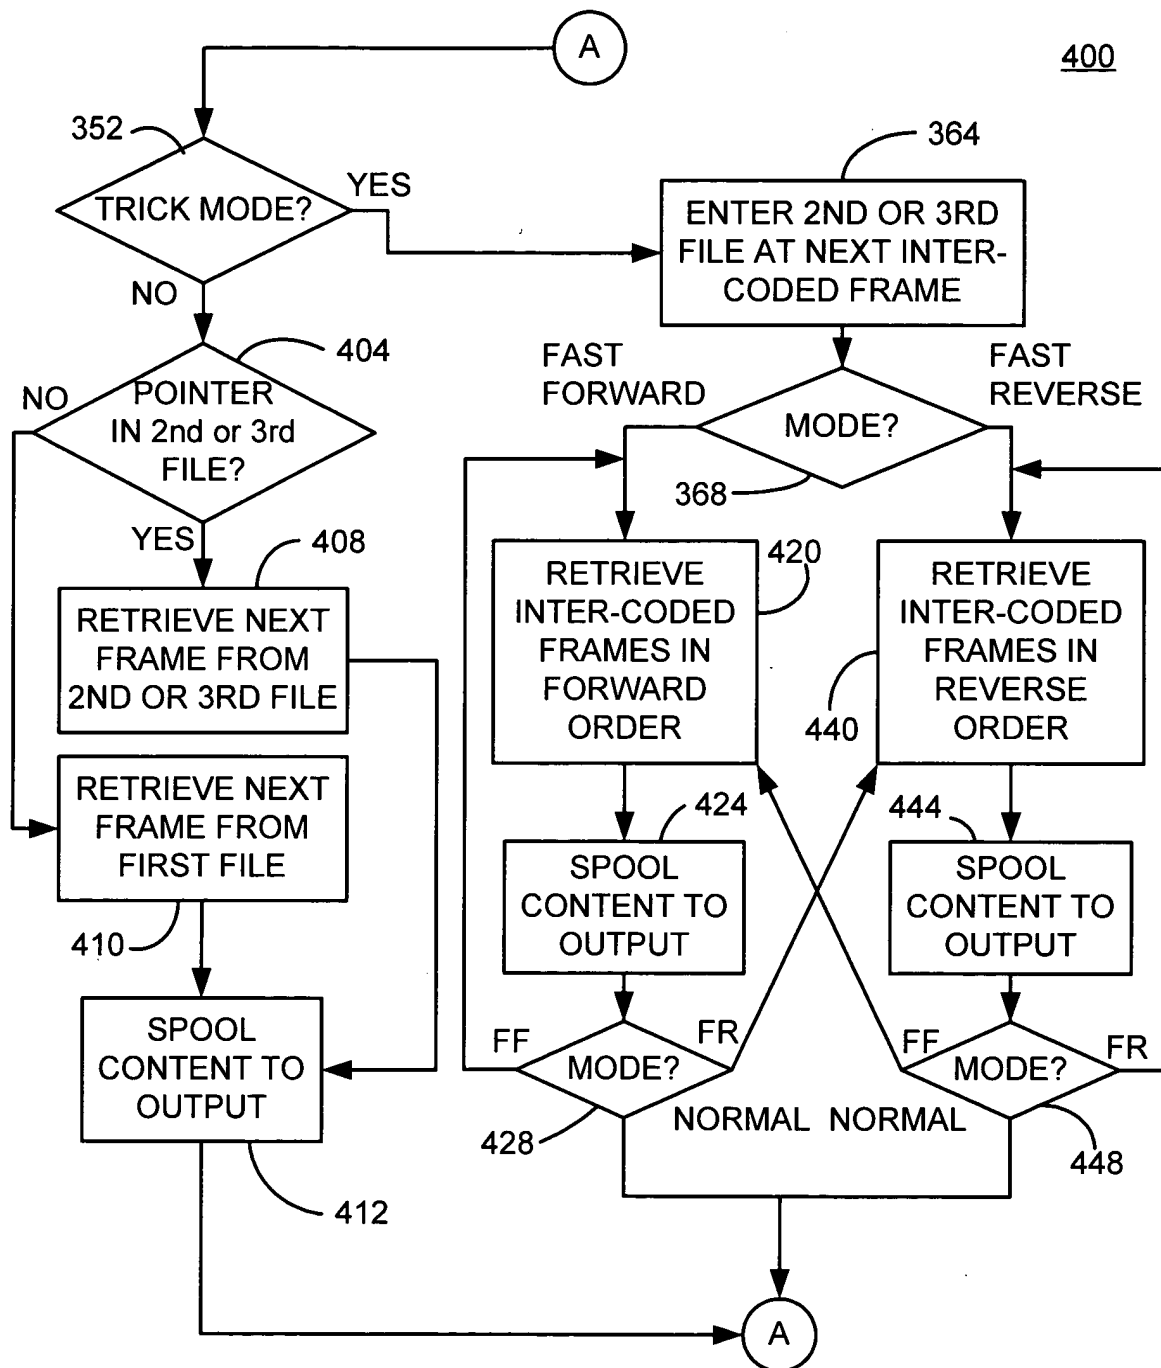 A
400
352
TRICK MODE?
YES
NO
364
ENTER 2ND OR 3RD
FILE AT NEXT INTER-
CODED FRAME
404
NO
POINTER
IN 2nd or 3rd
FILE?
YES
FAST
FORWARD
FAST
REVERSE
MODE?
368
408
RETRIEVE NEXT
FRAME FROM
2ND OR 3RD FILE
420
RETRIEVE
INTER-CODED
FRAMES IN
FORWARD
ORDER
RETRIEVE
INTER-CODED
FRAMES IN
REVERSE
ORDER
440
RETRIEVE NEXT
FRAME FROM
FIRST FILE
410
424
SPOOL
CONTENT TO
OUTPUT
444
SPOOL
CONTENT TO
OUTPUT
SPOOL
CONTENT TO
OUTPUT
412
FF
MODE?
FR
428
NORMAL
FF
MODE?
FR
NORMAL
448
A